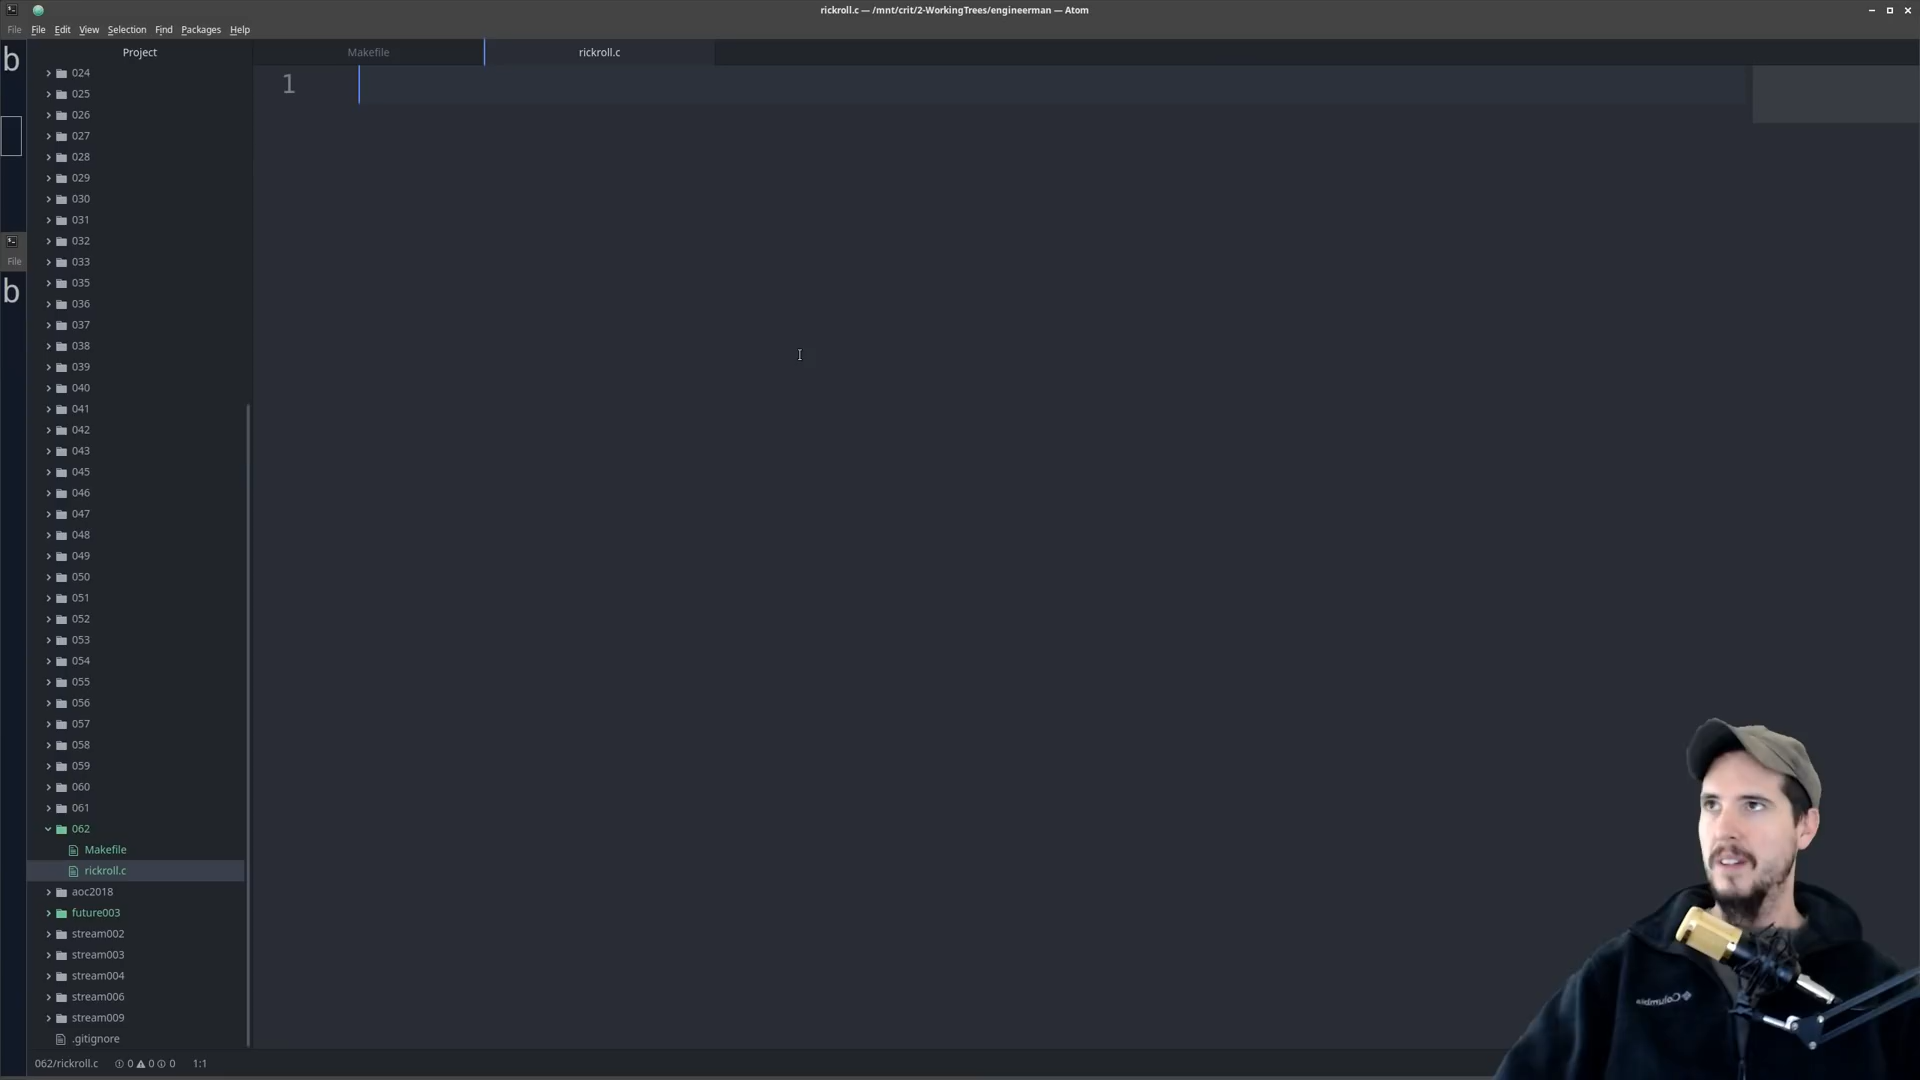 rickroll.c — /mnt/crit/2-WorkingTrees/engineerman — Atom
File
File Edit View Selection Find Packages Help
b
Project
Makefile
rickroll.c
1
024
025
026
027
028
029
030
031
032
033
File
b
035
036
037
038
039
040
041
042
043
045
046
047
048
049
050
051
052
053
054
055
056
057
058
059
060
061
062
Makefile
rickroll.c
aoc2018
future003
stream002
stream003
stream004
stream006
stream009
.gitignore
Columbia
062/rickroll.c 0 0 0 1:1